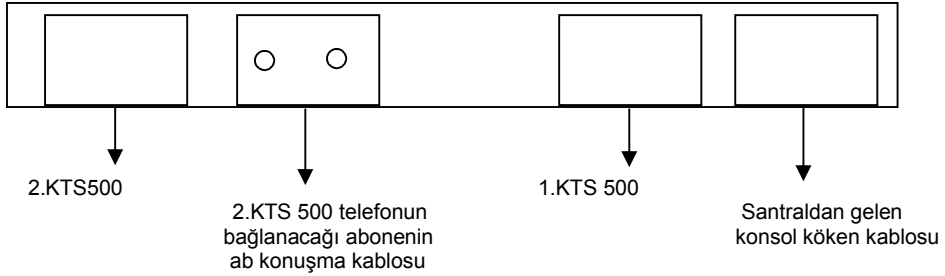 2.KTS500
2.KTS 500 telefonun
bağlanacağı abonenin
ab konuşma kablosu
1.KTS 500
Santraldan gelen
konsol köken kablosu